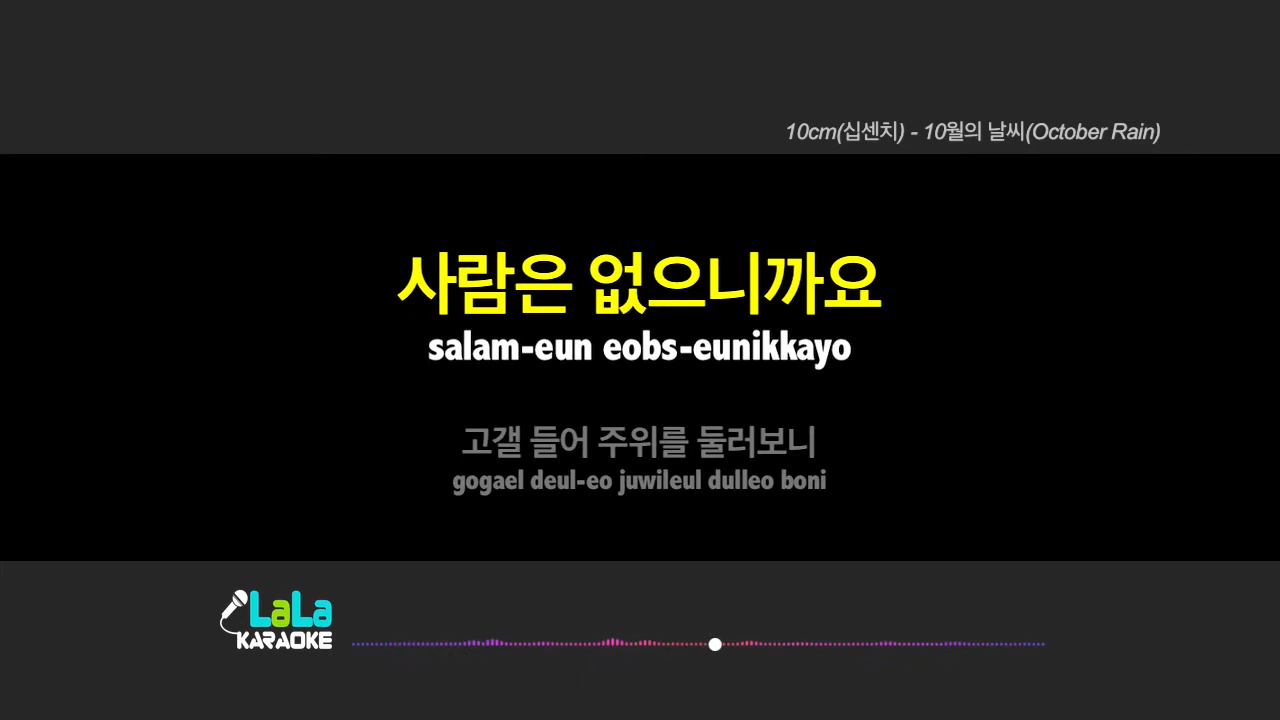 10cm(십센치) - 10월의 날씨(October Rain)
사람은 없으니까요
salam-eun eobs-eunikkayo
고갤 들어 주위를 둘러보니
gogael deul-eo juwileul dulleo boni
LaLa
KARAOKE